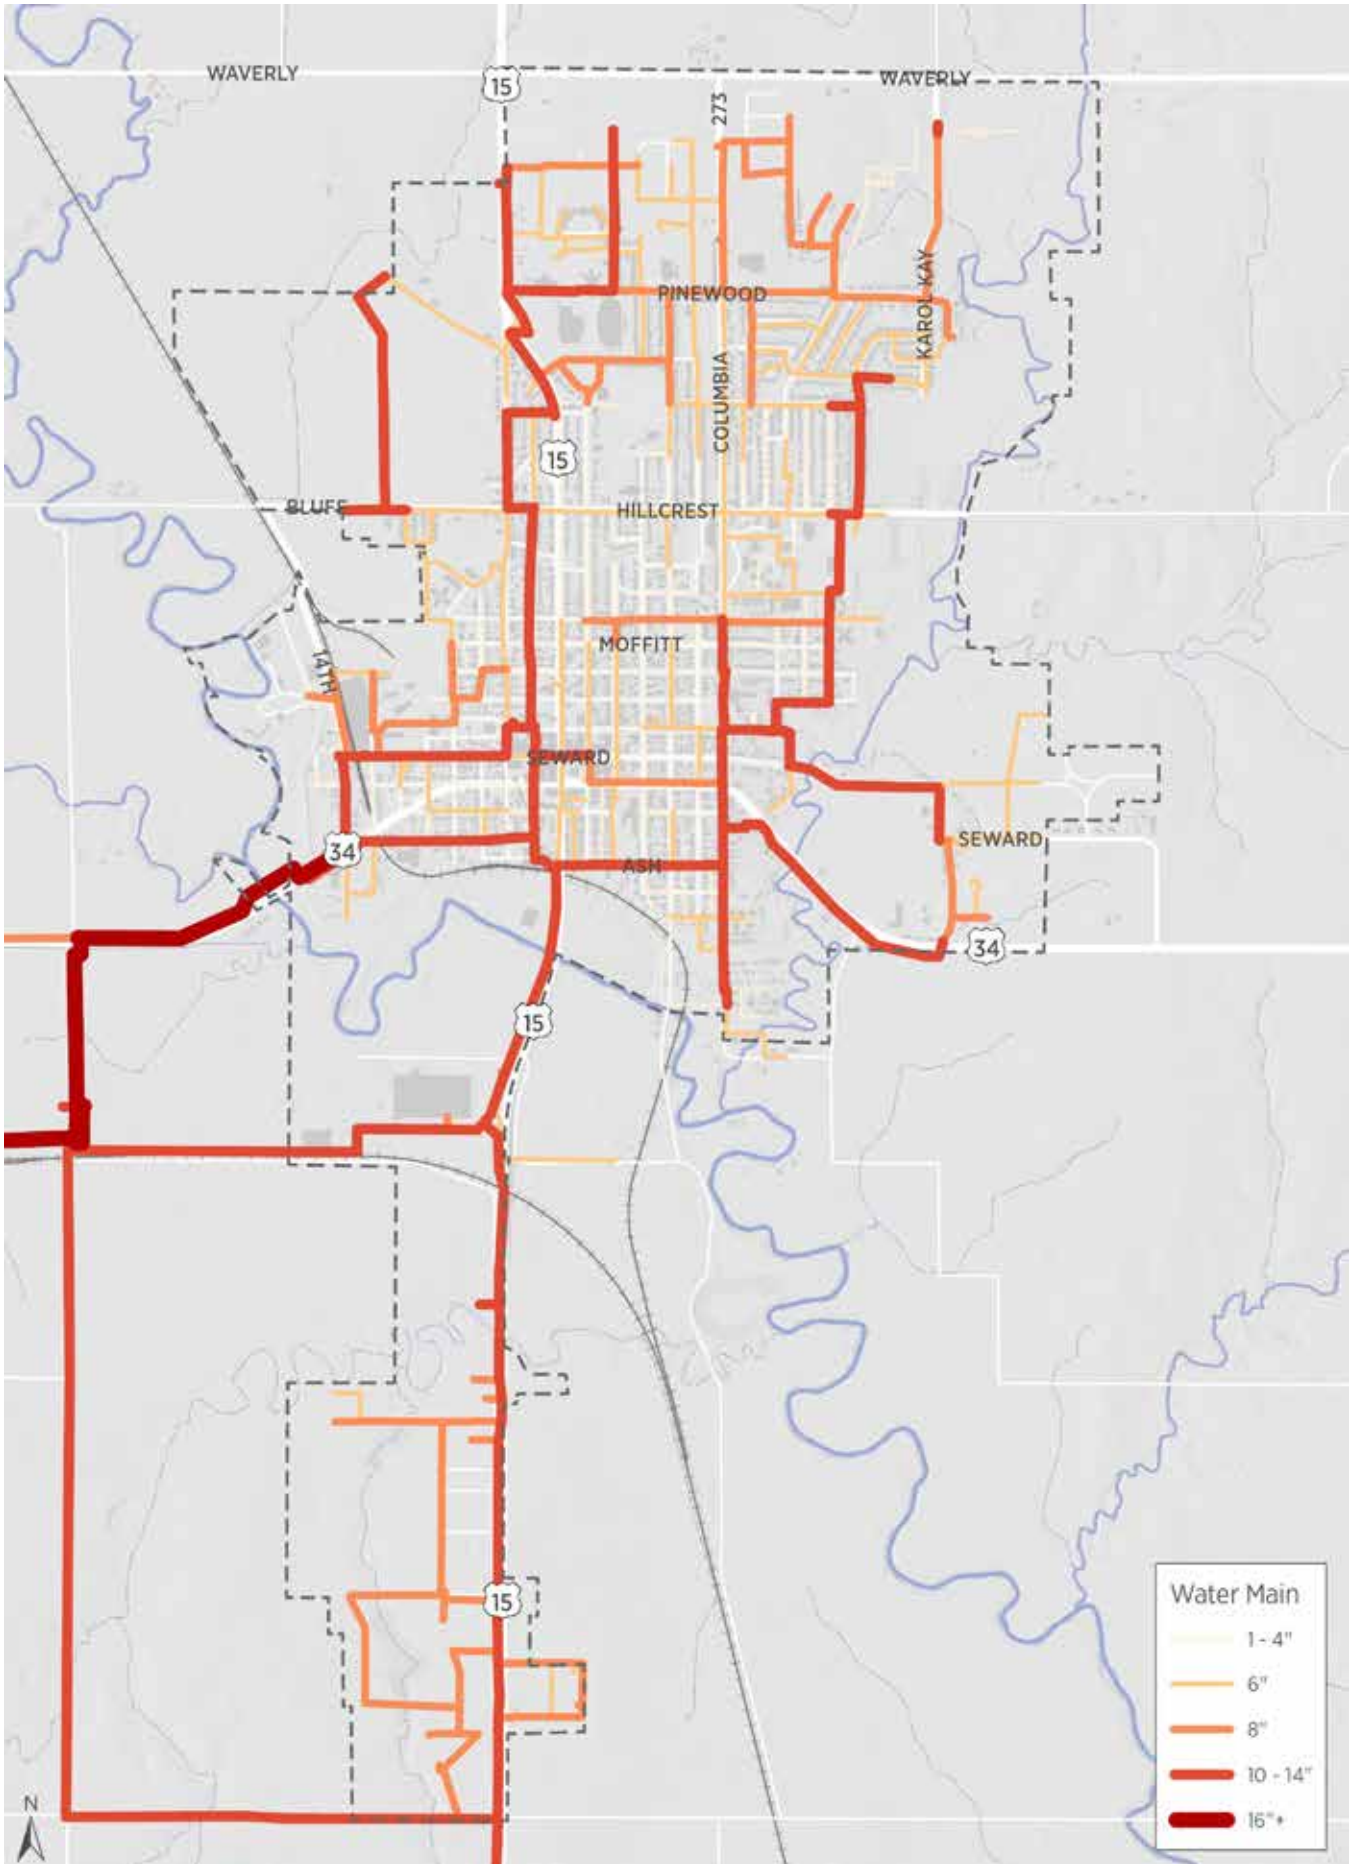 WAVERLY
WAVERLY
15
273
PINEWOOD
KAROL KAY
COLUMBIA
15
BLUFF
HILLCREST
MOFFITT
14TH
SEWARD
34
SEWARD
ASH
34
15
15
Water Main
1 - 4"
6"
8"
10 - 14"
16"+
N